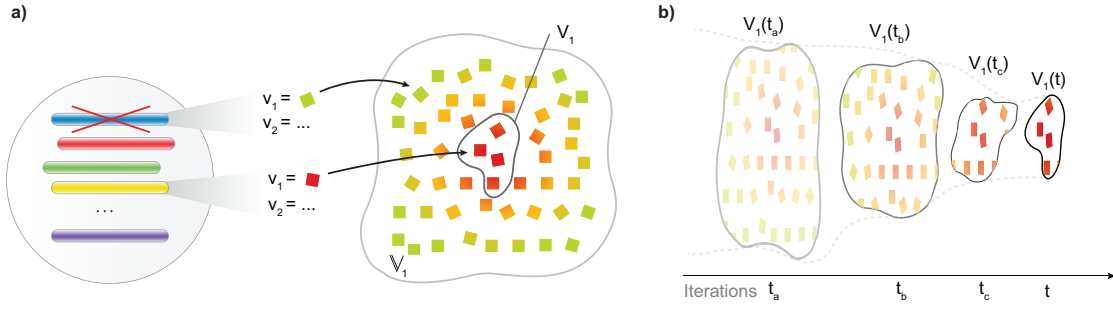 a)
V₁
v₁ =
v₂ = ...
v₁ =
v₂ = ...
...
𝕍₁
b)
V₁(tₐ)
V₁(t_b)
V₁(t_c)
V₁(t)
Iterations tₐ t_b t_c t